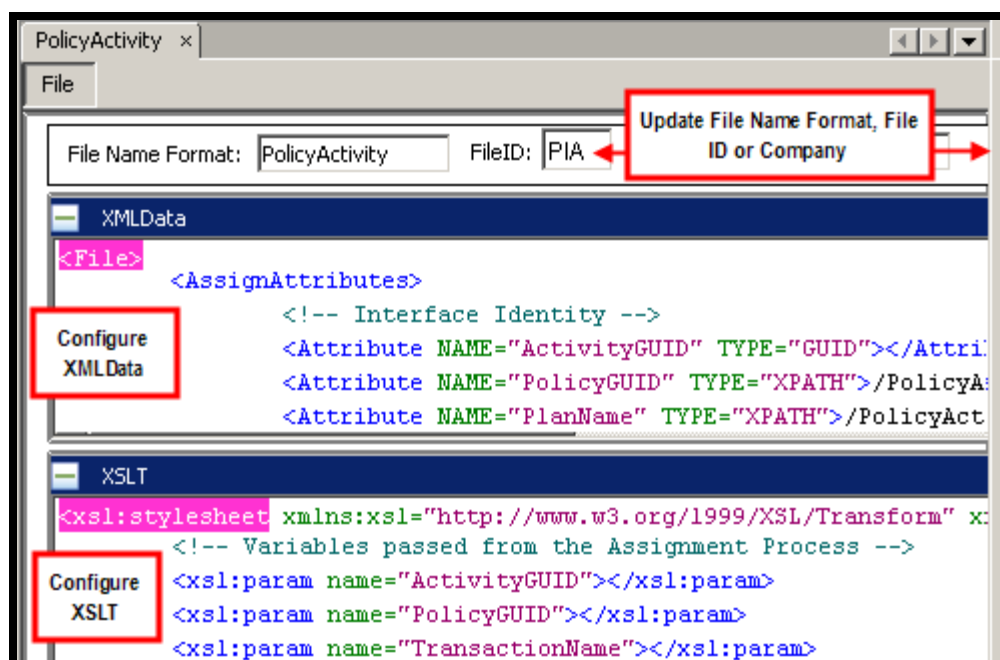 PolicyActivity ×
File
File Name Format: PolicyActivity FileID: PIA
Update File Name Format, File
ID or Company
XMLData
<File>
<AssignAttributes>
<!-- Interface Identity -->
<Attribute NAME="ActivityGUID" TYPE="GUID"></Attri
<Attribute NAME="PolicyGUID" TYPE="XPATH">/PolicyA
<Attribute NAME="PlanName" TYPE="XPATH">/PolicyAct
Configure
XMLData
XSLT
<xsl:stylesheet xmlns:xsl="http://www.w3.org/1999/XSL/Transform" x
<!-- Variables passed from the Assignment Process -->
<xsl:param name="ActivityGUID"></xsl:param>
<xsl:param name="PolicyGUID"></xsl:param>
<xsl:param name="TransactionName"></xsl:param>
Configure
XSLT